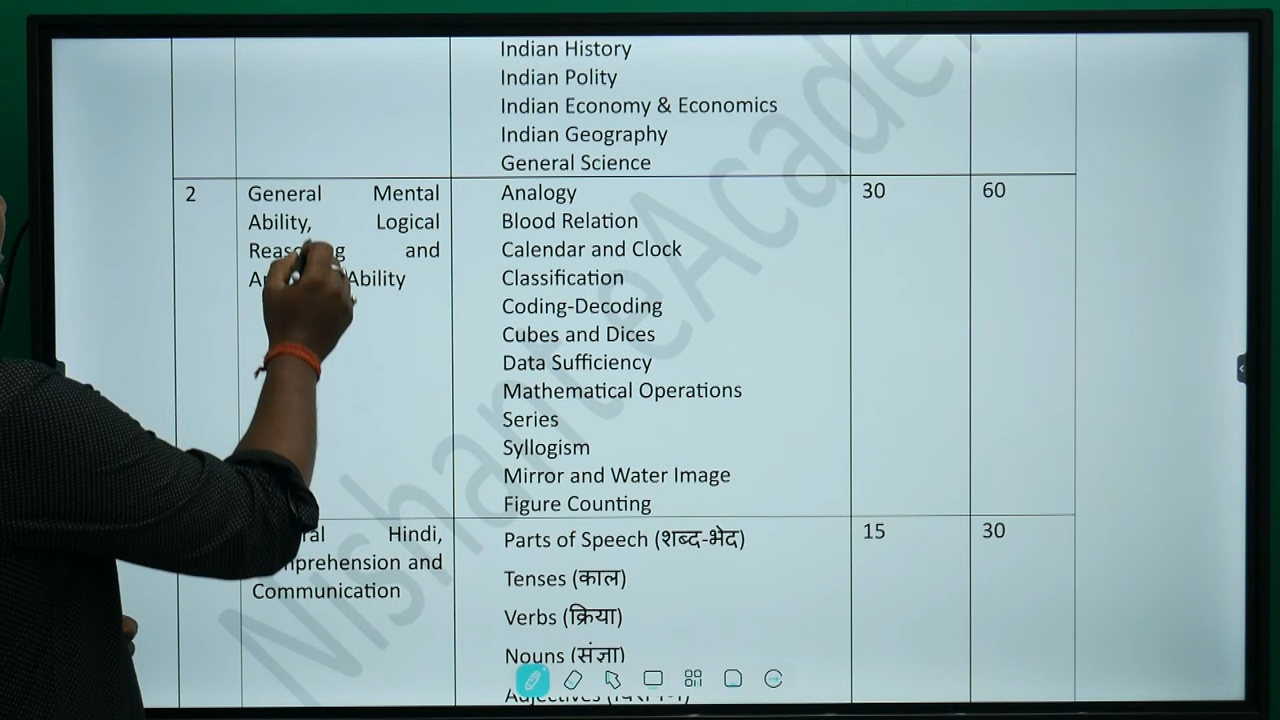 Indian History
Indian Polity
Indian Economy & Economics
Indian Geography
General Science
2
General Mental
Ability, Logical
and
Ability
Analogy
Blood Relation
Calendar and Clock
Classification
Coding-Decoding
Cubes and Dices
Data Sufficiency
Mathematical Operations
Series
Syllogism
Mirror and Water Image
Figure Counting
30
60
Hindi,
and
Communication
Parts of Speech (शब्द-भेद)
Tenses (काल)
Verbs (क्रिया)
Nouns (संज्ञा)
15
30